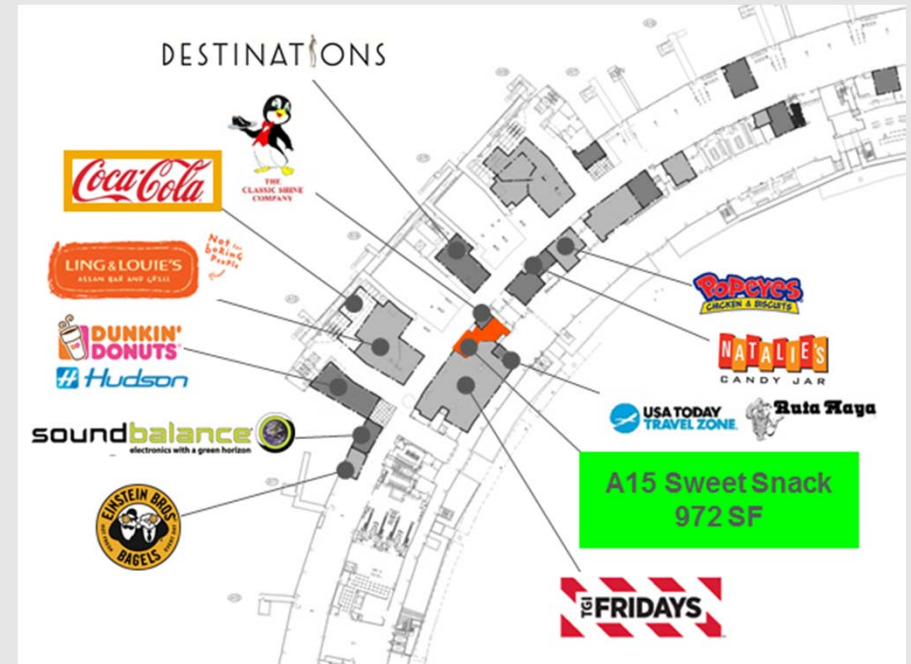 DESTINATIONS
THE
CLASSIC SHINE
COMPANY
Coca-Cola
LING & LOUIE'S
ASIAN BAR AND GRILL
Not for
boRiNG
People
DUNKIN'
DONUTS
Hudson
soundbalance
electronics with a green horizon
EINSTEIN BROS
BAGELS
POPEYES
CHICKEN & BISCUITS
NATALIE'S
CANDY JAR
USA TODAY
TRAVEL ZONE
Ruta Maya
A15 Sweet Snack
972 SF
TGI FRIDAYS